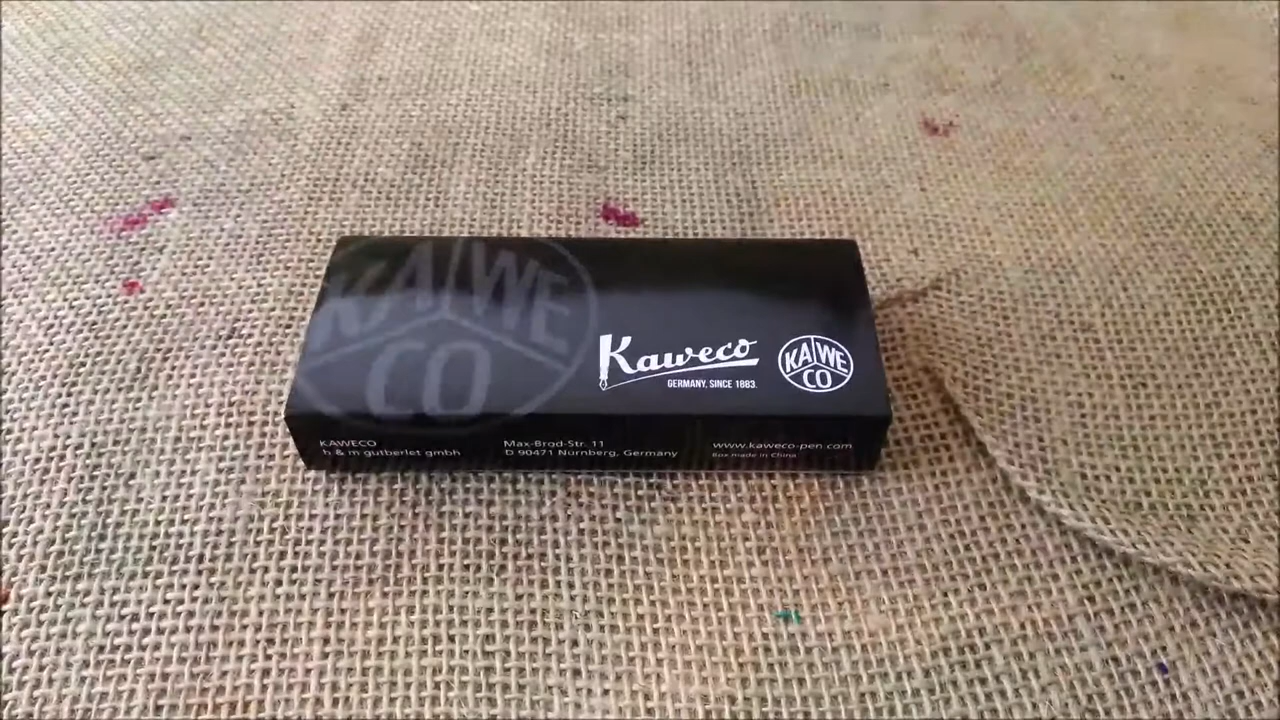 KA WE
CO
Kaweco
GERMANY, SINCE 1883.
KA WE
CO
KAWECO
h & m gutberlet gmbh
Max-Brod-Str. 11
D 90471 Nürnberg, Germany
www.kaweco-pen.com
Box made in China